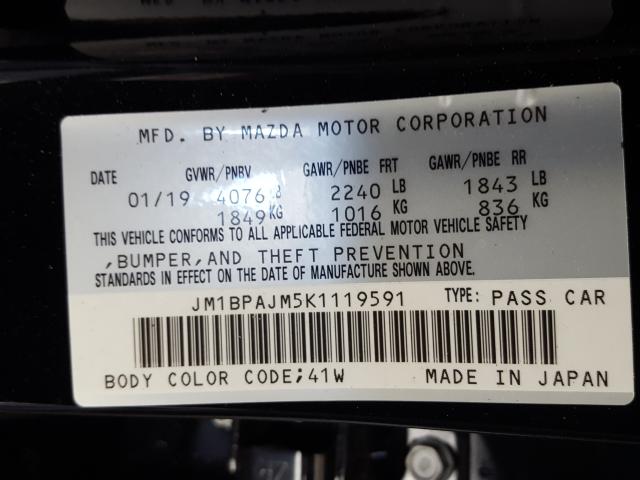 MFD. BY MAZDA MOTOR CORPORATION
DATE GVWR/PNBV GAWR/PNBE FRT GAWR/PNBE RR
01/19 4076 LB 2240 LB 1843 LB
1849 KG 1016 KG 836 KG
THIS VEHICLE CONFORMS TO ALL APPLICABLE FEDERAL MOTOR VEHICLE SAFETY
,BUMPER,AND THEFT PREVENTION
STANDARDS IN EFFECT ON THE DATE OF MANUFACTURE SHOWN ABOVE.
JM1BPAJM5K1119591 TYPE: PASS CAR
BODY COLOR CODE;41W MADE IN JAPAN